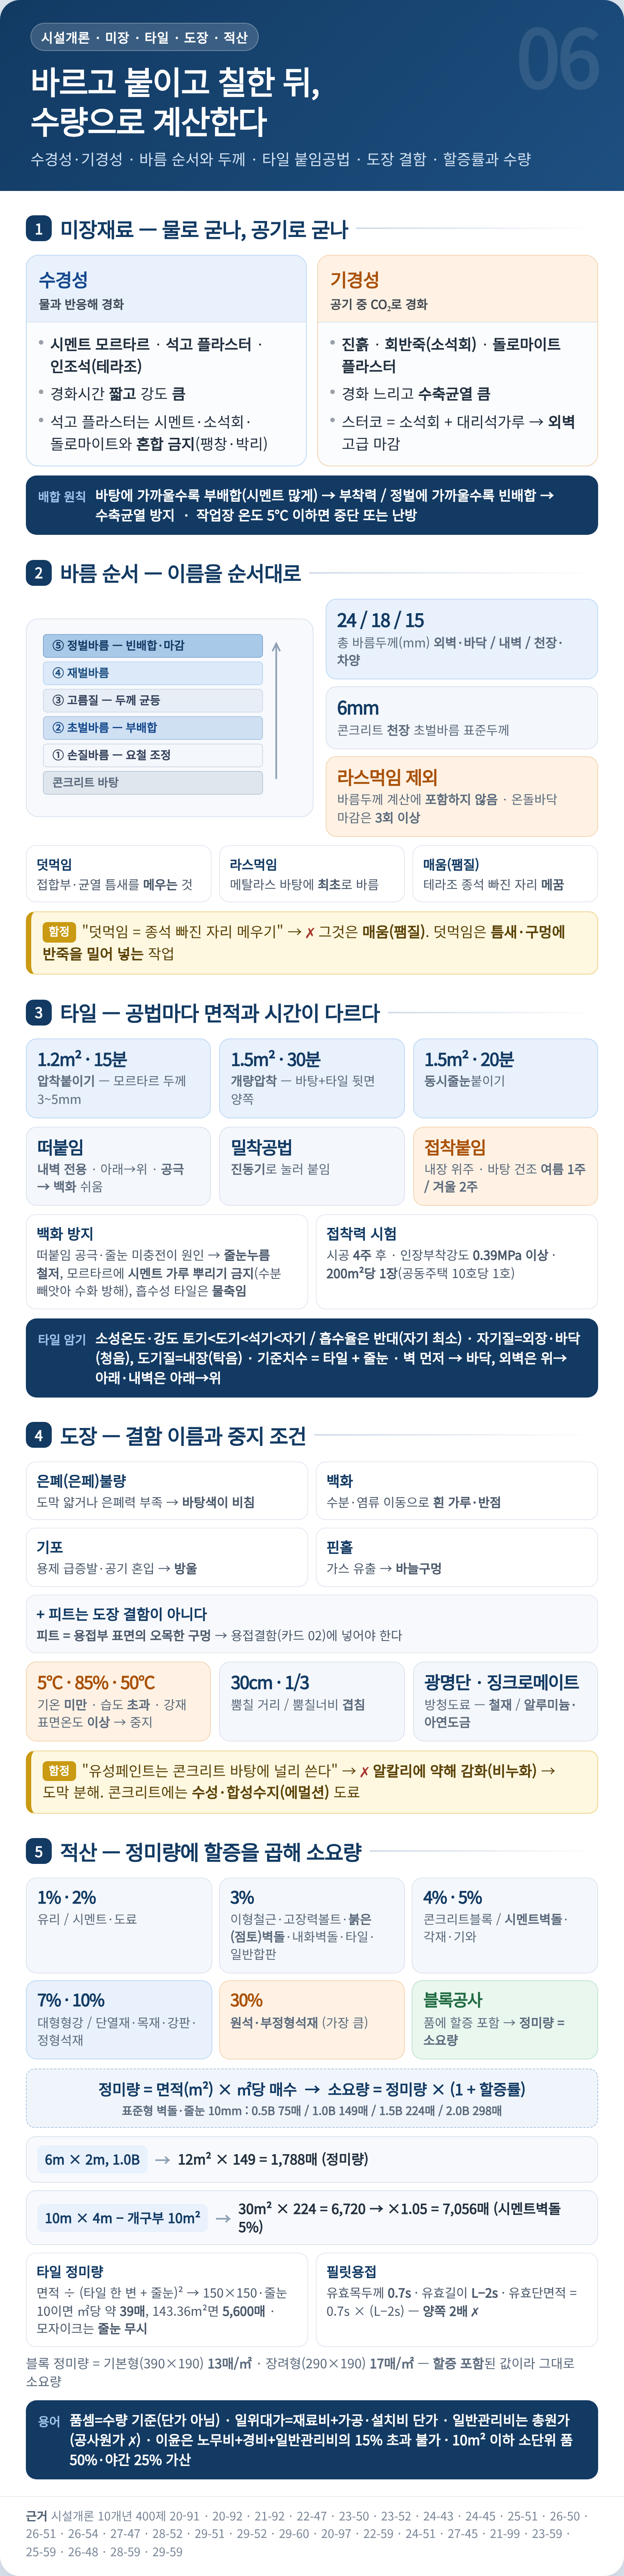 시설개론 · 미장 · 타일 · 도장 · 적산
06
바르고 붙이고 칠한 뒤,
수량으로 계산한다
수경성·기경성 · 바름 순서와 두께 · 타일 붙임공법 · 도장 결함 · 할증률과 수량
1 미장재료 — 물로 굳나, 공기로 굳나
수경성
물과 반응해 경화
• 시멘트 모르타르 · 석고 플라스터 ·
인조석(테라조)
• 경화시간 짧고 강도 큼
• 석고 플라스터는 시멘트·소석회·
돌로마이트와 혼합 금지(팽창·박리)
기경성
공기 중 CO₂로 경화
• 진흙 · 회반죽(소석회) · 돌로마이트
플라스터
• 경화 느리고 수축균열 큼
• 스터코 = 소석회 + 대리석가루 → 외벽
고급 마감
배합 원칙 바탕에 가까울수록 부배합(시멘트 많게) → 부착력 / 정벌에 가까울수록 빈배합 →
수축균열 방지 · 작업장 온도 5℃ 이하면 중단 또는 난방
2 바름 순서 — 이름을 순서대로
⑤ 정벌바름 — 빈배합·마감
④ 재벌바름
③ 고름질 — 두께 균등
② 초벌바름 — 부배합
① 손질바름 — 요철 조정
콘크리트 바탕
24 / 18 / 15
총 바름두께(mm) 외벽·바닥 / 내벽 / 천장·
차양
6mm
콘크리트 천장 초벌바름 표준두께
라스먹임 제외
바름두께 계산에 포함하지 않음 · 온돌바닥
마감은 3회 이상
덧먹임
접합부·균열 틈새를 메우는 것
라스먹임
메탈라스 바탕에 최초로 바름
매움(땜질)
테라조 종석 빠진 자리 메꿈
함정 "덧먹임 = 종석 빠진 자리 메우기" → ✗ 그것은 매움(땜질). 덧먹임은 틈새·구멍에
반죽을 밀어 넣는 작업
3 타일 — 공법마다 면적과 시간이 다르다
1.2m² · 15분
압착붙이기 — 모르타르 두께
3~5mm
1.5m² · 30분
개량압착 — 바탕+타일 뒷면
양쪽
1.5m² · 20분
동시줄눈붙이기
떠붙임
내벽 전용 · 아래→위 · 공극
→ 백화 쉬움
밀착공법
진동기로 눌러 붙임
접착붙임
내장 위주 · 바탕 건조 여름 1주
/ 겨울 2주
백화 방지
떠붙임 공극·줄눈 미충전이 원인 → 줄눈누름
철저, 모르타르에 시멘트 가루 뿌리기 금지(수분
빼앗아 수화 방해), 흡수성 타일은 물축임
접착력 시험
시공 4주 후 · 인장부착강도 0.39MPa 이상 ·
200m²당 1장(공동주택 10호당 1호)
타일 암기 소성온도·강도 토기<도기<석기<자기 / 흡수율은 반대(자기 최소) · 자기질=외장·바닥
(청음), 도기질=내장(탁음) · 기준치수 = 타일 + 줄눈 · 벽 먼저 → 바닥, 외벽은 위→
아래·내벽은 아래→위
4 도장 — 결함 이름과 중지 조건
은폐(은페)불량
도막 얇거나 은폐력 부족 → 바탕색이 비침
백화
수분·염류 이동으로 흰 가루·반점
기포
용제 급증발·공기 혼입 → 방울
핀홀
가스 유출 → 바늘구멍
+ 피트는 도장 결함이 아니다
피트 = 용접부 표면의 오목한 구멍 → 용접결함(카드 02)에 넣어야 한다
5℃ · 85% · 50℃
기온 미만 · 습도 초과 · 강재
표면온도 이상 → 중지
30cm · 1/3
뿜칠 거리 / 뿜칠너비 겹침
광명단 · 징크로메이트
방청도료 — 철재 / 알루미늄·
아연도금
함정 "유성페인트는 콘크리트 바탕에 널리 쓴다" → ✗ 알칼리에 약해 감화(비누화) →
도막 분해. 콘크리트에는 수성·합성수지(에멀션) 도료
5 적산 — 정미량에 할증을 곱해 소요량
1% · 2%
유리 / 시멘트·도료
3%
이형철근·고장력볼트·붉은
(점토)벽돌·내화벽돌·타일·
일반합판
4% · 5%
콘크리트블록 / 시멘트벽돌·
각재·기와
7% · 10%
대형형강 / 단열재·목재·강판·
정형석재
30%
원석·부정형석재 (가장 큼)
블록공사
품에 할증 포함 → 정미량 =
소요량
정미량 = 면적(m²) × ㎡당 매수 → 소요량 = 정미량 × (1 + 할증률)
표준형 벽돌·줄눈 10mm : 0.5B 75매 / 1.0B 149매 / 1.5B 224매 / 2.0B 298매
6m × 2m, 1.0B → 12m² × 149 = 1,788매 (정미량)
10m × 4m − 개구부 10m² → 30m² × 224 = 6,720 → ×1.05 = 7,056매 (시멘트벽돌
5%)
타일 정미량
면적 ÷ (타일 한 변 + 줄눈)² → 150×150·줄눈
10이면 ㎡당 약 39매, 143.36m²면 5,600매 ·
모자이크는 줄눈 무시
필릿용접
유효목두께 0.7s · 유효길이 L−2s · 유효단면적 =
0.7s × (L−2s) — 양쪽 2배 ✗
블록 정미량 = 기본형(390×190) 13매/㎡ · 장려형(290×190) 17매/㎡ — 할증 포함된 값이라 그대로
소요량
용어 품셈=수량 기준(단가 아님) · 일위대가=재료비+가공·설치비 단가 · 일반관리비는 총원가
(공사원가 ✗) · 이윤은 노무비+경비+일반관리비의 15% 초과 불가 · 10m² 이하 소단위 품
50%·야간 25% 가산
근거 시설개론 10개년 400제 20-91 · 20-92 · 21-92 · 22-47 · 23-50 · 23-52 · 24-43 · 24-45 · 25-51 · 26-50 ·
26-51 · 26-54 · 27-47 · 28-52 · 29-51 · 29-52 · 29-60 · 20-97 · 22-59 · 24-51 · 27-45 · 21-99 · 23-59 ·
25-59 · 26-48 · 28-59 · 29-59